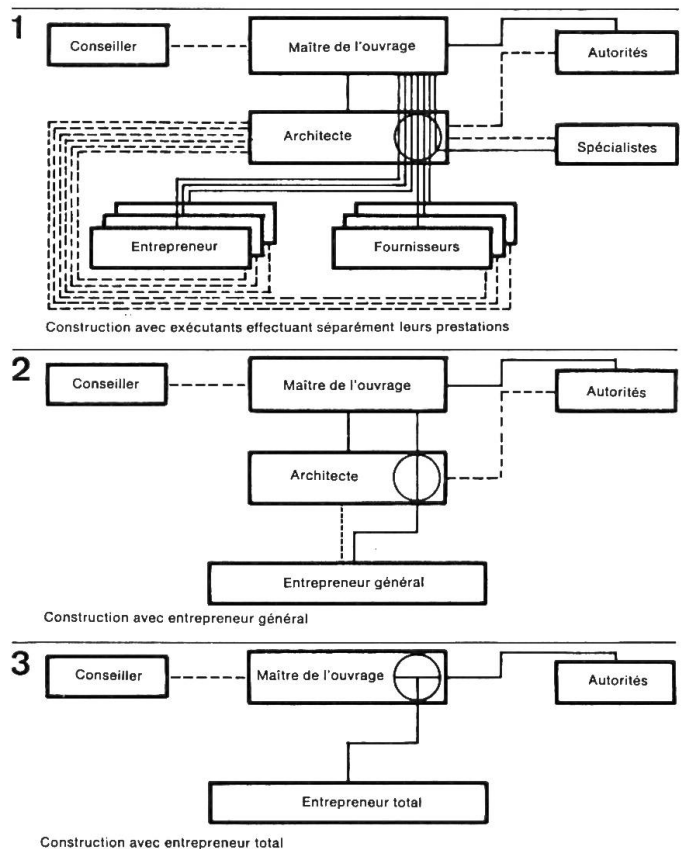 1
Conseiller
Maître de l'ouvrage
Autorités
Architecte
Spécialistes
Entrepreneur
Fournisseurs
Construction avec exécutants effectuant séparément leurs prestations
2
Conseiller
Maître de l'ouvrage
Autorités
Architecte
Entrepreneur général
Construction avec entrepreneur général
3
Conseiller
Maître de l'ouvrage
Autorités
Entrepreneur total
Construction avec entrepreneur total